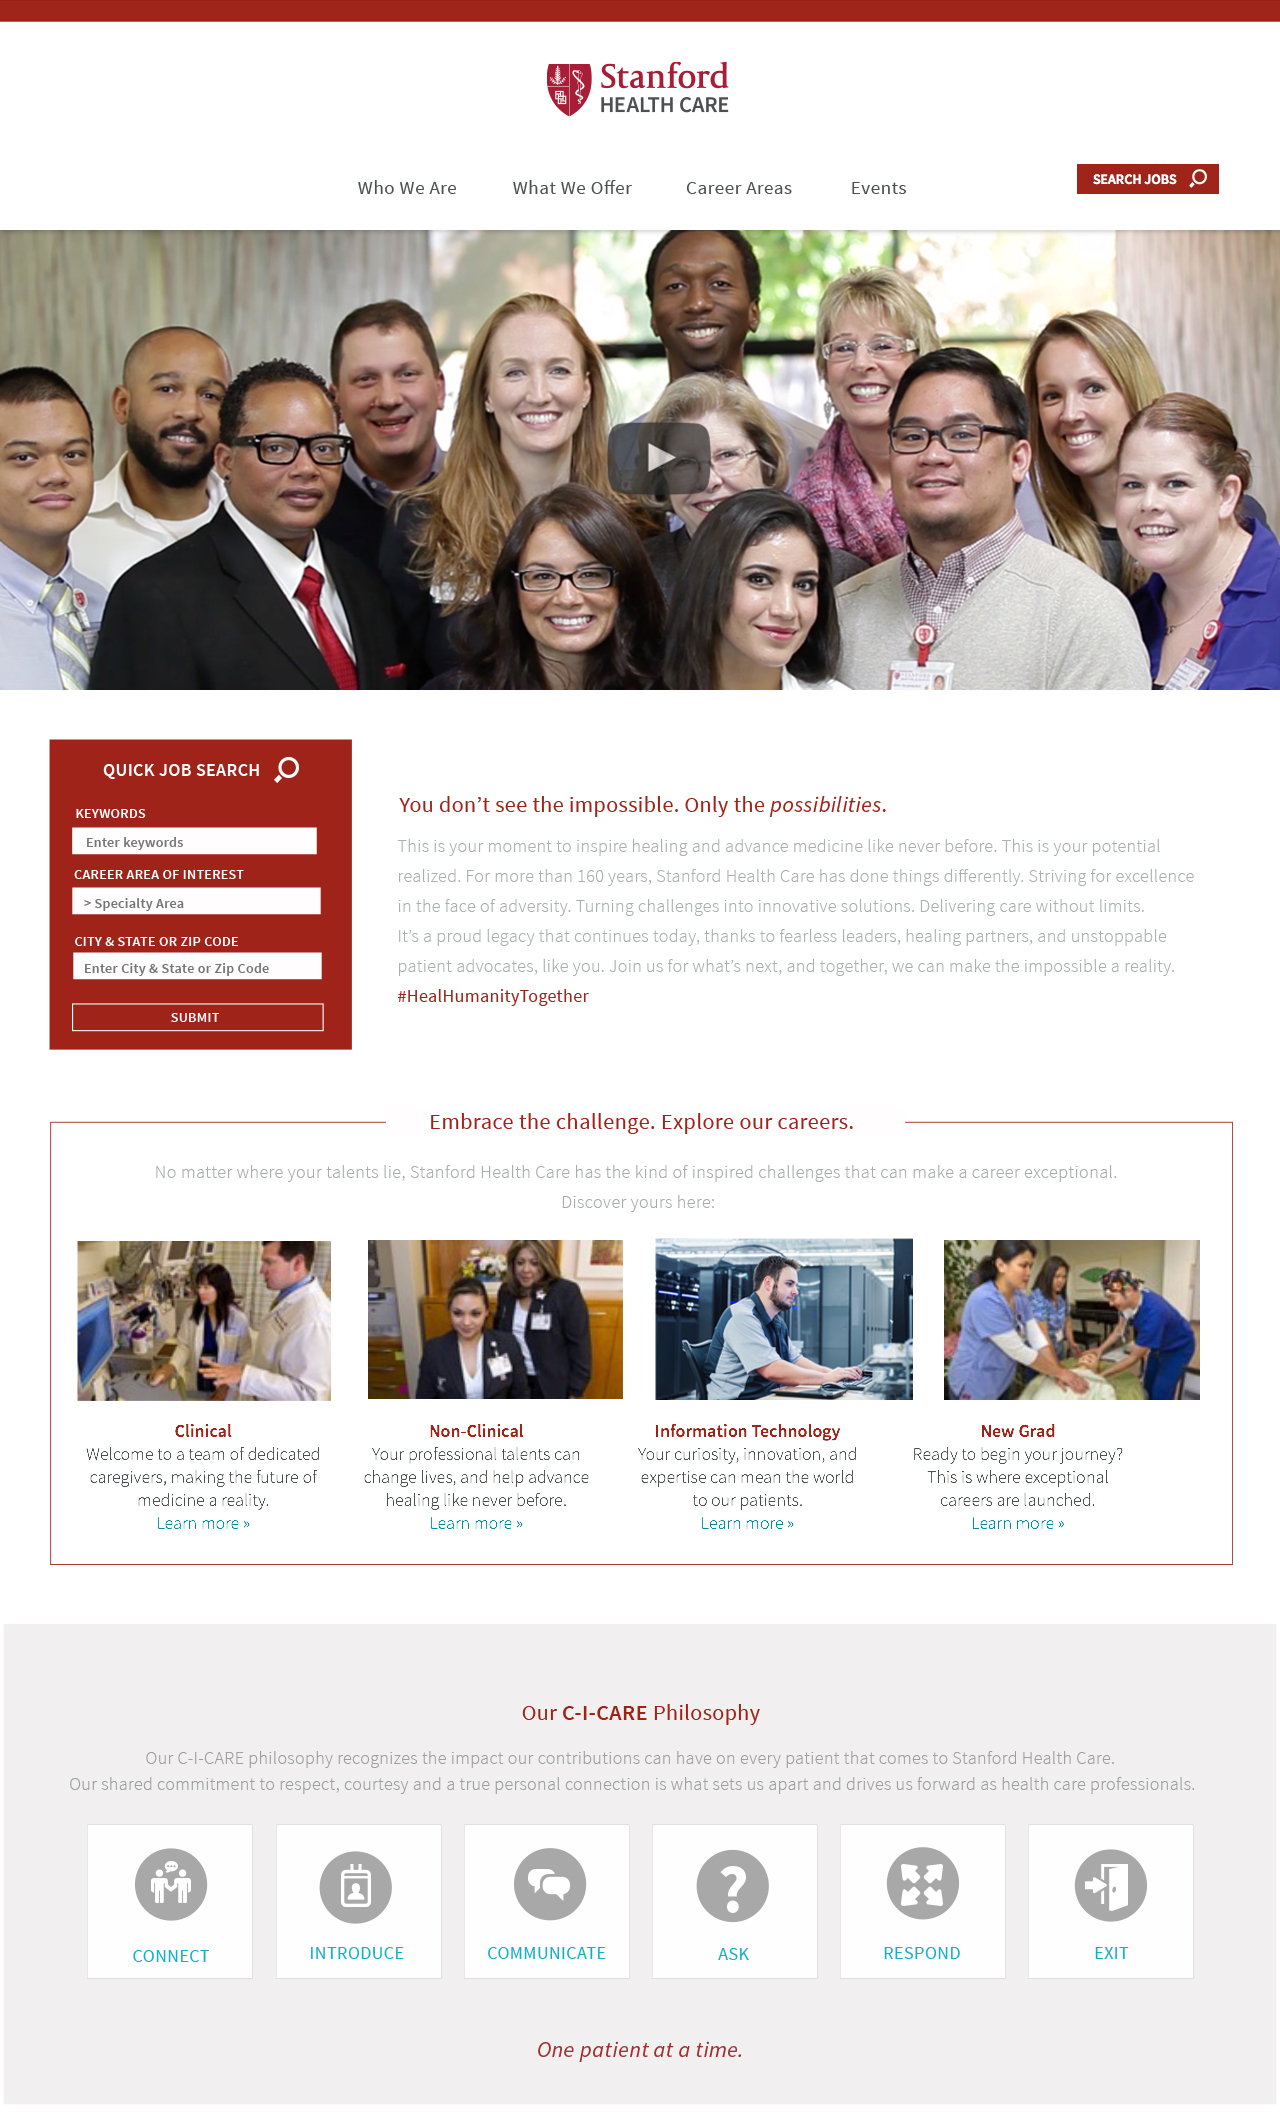 Stanford
HEALTH CARE
Who We Are
What We Offer
Career Areas
Events
SEARCH JOBS
QUICK JOB SEARCH
KEYWORDS
Enter keywords
CAREER AREA OF INTEREST
> Specialty Area
CITY & STATE OR ZIP CODE
Enter City & State or Zip Code
SUBMIT
You don’t see the impossible. Only the possibilities.
This is your moment to inspire healing and advance medicine like never before. This is your potential
realized. For more than 160 years, Stanford Health Care has done things differently. Striving for excellence
in the face of adversity. Turning challenges into innovative solutions. Delivering care without limits.
It’s a proud legacy that continues today, thanks to fearless leaders, healing partners, and unstoppable
patient advocates, like you. Join us for what’s next, and together, we can make the impossible a reality.
#HealHumanityTogether
Embrace the challenge. Explore our careers.
No matter where your talents lie, Stanford Health Care has the kind of inspired challenges that can make a career exceptional.
Discover yours here:
Clinical
Welcome to a team of dedicated
caregivers, making the future of
medicine a reality.
Learn more »
Non-Clinical
Your professional talents can
change lives, and help advance
healing like never before.
Learn more »
Information Technology
Your curiosity, innovation, and
expertise can mean the world
to our patients.
Learn more »
New Grad
Ready to begin your journey?
This is where exceptional
careers are launched.
Learn more »
Our C-I-CARE Philosophy
Our C-I-CARE philosophy recognizes the impact our contributions can have on every patient that comes to Stanford Health Care.
Our shared commitment to respect, courtesy and a true personal connection is what sets us apart and drives us forward as health care professionals.
CONNECT
INTRODUCE
COMMUNICATE
ASK
RESPOND
EXIT
One patient at a time.